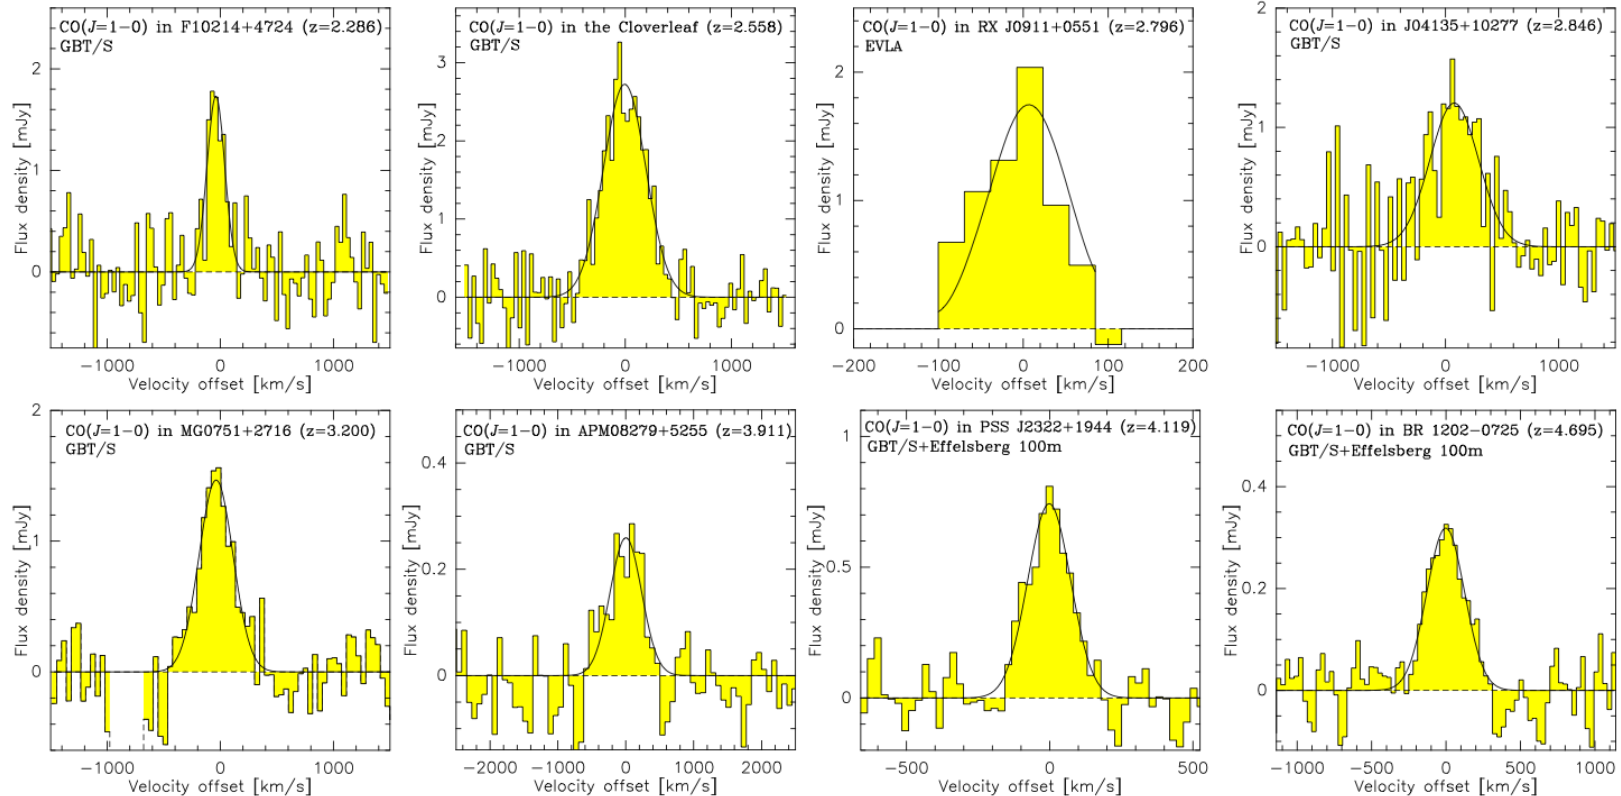 CO(J=1−0) in F10214+4724 (z=2.286)
GBT/S
2
1
0
Flux density [mJy]
−1000 0 1000
Velocity offset [km/s]
CO(J=1−0) in the Cloverleaf (z=2.558)
GBT/S
3
2
1
0
Flux density [mJy]
−1000 0 1000
Velocity offset [km/s]
CO(J=1−0) in RX J0911+0551 (z=2.796)
EVLA
2
1
0
Flux density [mJy]
−200 −100 0 100 200
Velocity offset [km/s]
CO(J=1−0) in J04135+10277 (z=2.846)
GBT/S
2
1
0
Flux density [mJy]
−1000 0 1000
Velocity offset [km/s]
CO(J=1−0) in MG0751+2716 (z=3.200)
GBT/S
2
1
0
Flux density [mJy]
−1000 0 1000
Velocity offset [km/s]
CO(J=1−0) in APM08279+5255 (z=3.911)
GBT/S
0.4
0.2
0
Flux density [mJy]
−2000 −1000 0 1000 2000
Velocity offset [km/s]
CO(J=1−0) in PSS J2322+1944 (z=4.119)
GBT/S+Effelsberg 100m
1
0.5
0
Flux density [mJy]
−500 0 500
Velocity offset [km/s]
CO(J=1−0) in BR 1202−0725 (z=4.695)
GBT/S+Effelsberg 100m
0.4
0.2
0
Flux density [mJy]
−1000 −500 0 500 1000
Velocity offset [km/s]